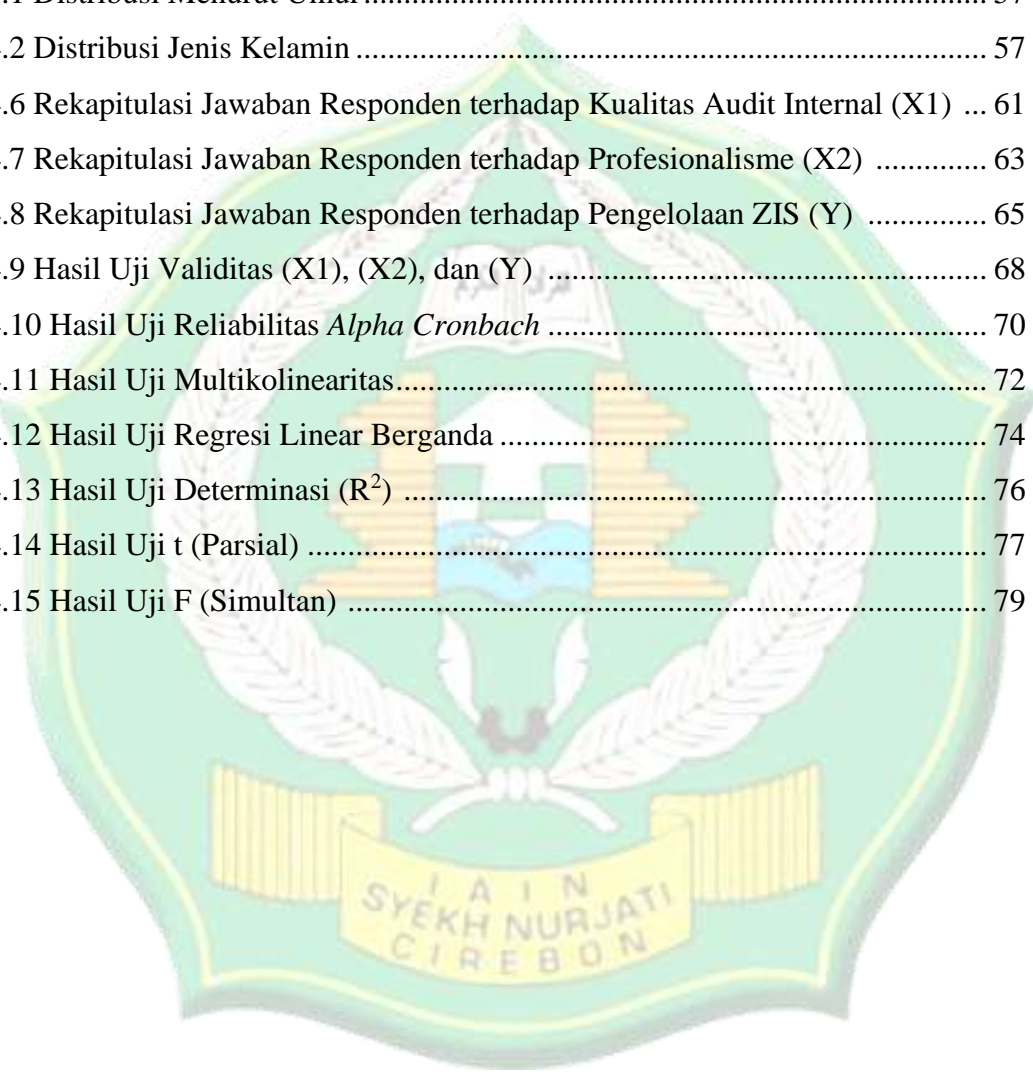 .1 Distribusi Menurut Umur ........ 57
.2 Distribusi Jenis Kelamin ........ 57
.6 Rekapitulasi Jawaban Responden terhadap Kualitas Audit Internal (X1) ... 61
.7 Rekapitulasi Jawaban Responden terhadap Profesionalisme (X2) ........ 63
.8 Rekapitulasi Jawaban Responden terhadap Pengelolaan ZIS (Y) ........ 65
.9 Hasil Uji Validitas (X1), (X2), dan (Y) ........ 68
.10 Hasil Uji Reliabilitas Alpha Cronbach ........ 70
.11 Hasil Uji Multikolinearitas ........ 72
.12 Hasil Uji Regresi Linear Berganda ........ 74
.13 Hasil Uji Determinasi (R²) ........ 76
.14 Hasil Uji t (Parsial) ........ 77
.15 Hasil Uji F (Simultan) ........ 79
IAIN
SYEKH NURJATI
CIREBON